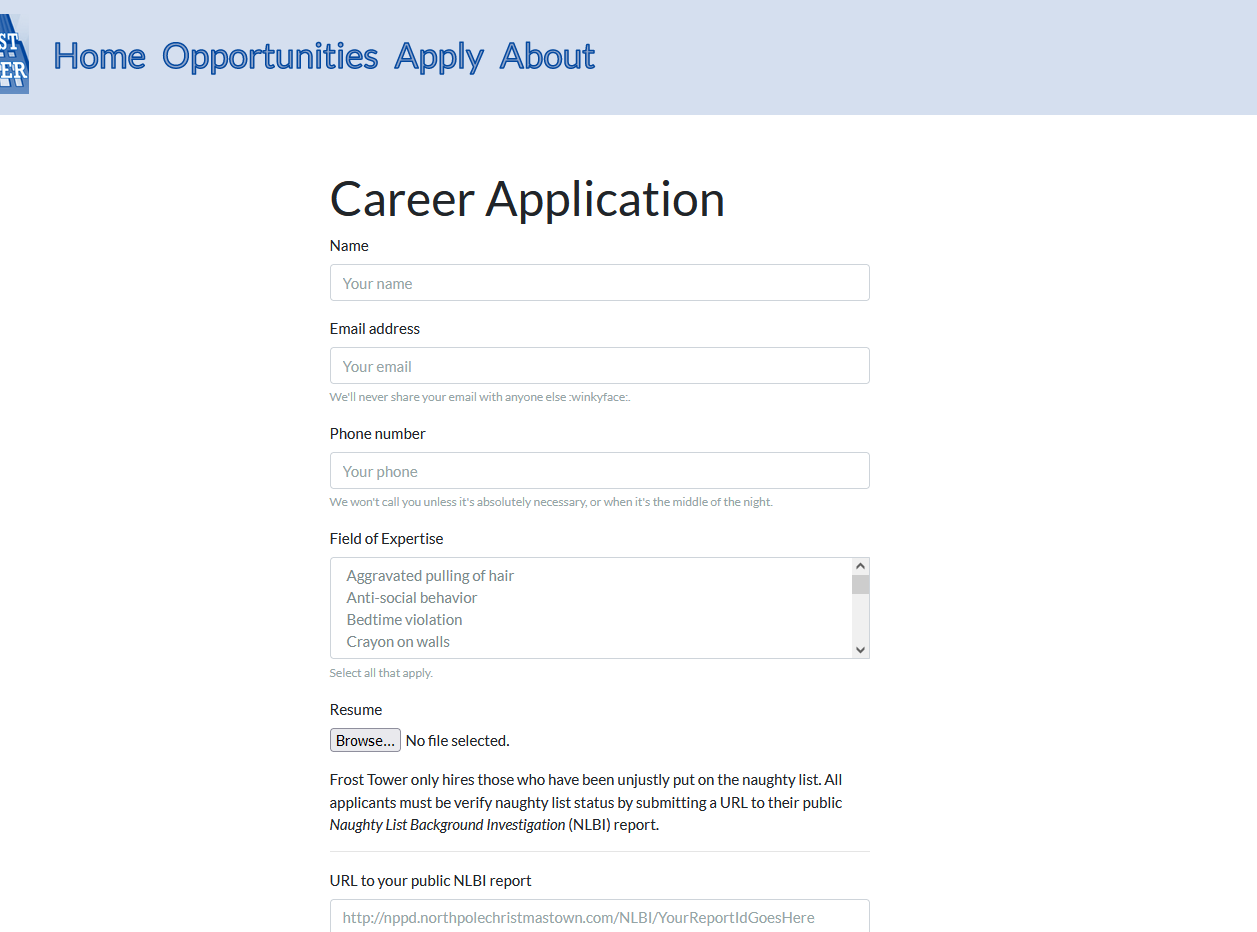 ST
ER
Home Opportunities Apply About
Career Application
Name
Your name
Email address
Your email
We'll never share your email with anyone else :winkyface:.
Phone number
Your phone
We won't call you unless it's absolutely necessary, or when it's the middle of the night.
Field of Expertise
Aggravated pulling of hair
Anti-social behavior
Bedtime violation
Crayon on walls
Select all that apply.
Resume
Browse... No file selected.
Frost Tower only hires those who have been unjustly put on the naughty list. All
applicants must be verify naughty list status by submitting a URL to their public
Naughty List Background Investigation (NLBI) report.
URL to your public NLBI report
http://nppd.northpolechristmastown.com/NLBI/YourReportIdGoesHere